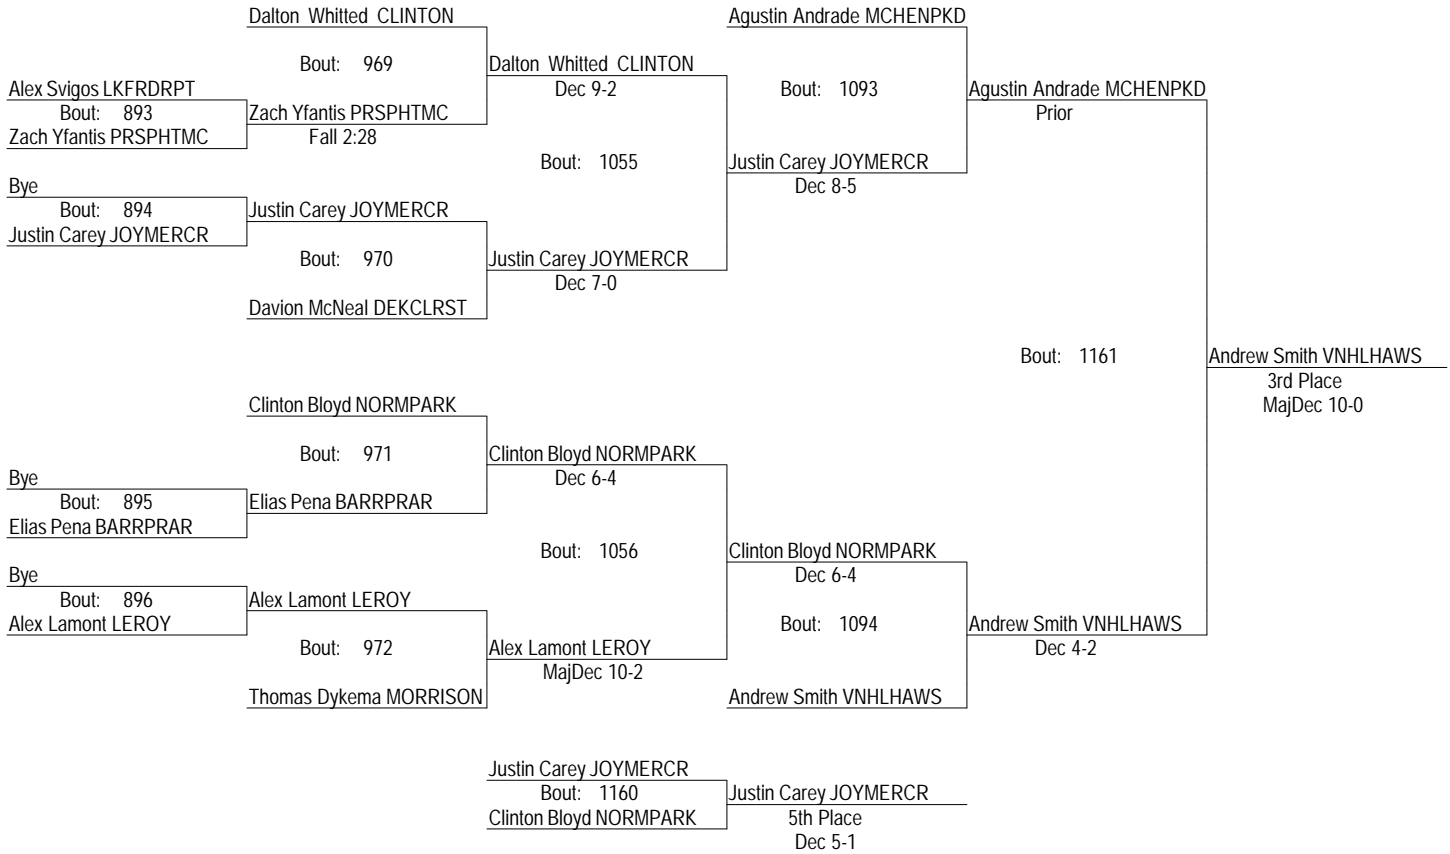 Dalton Whitted CLINTON
Bout: 969
Alex Svigos LKFRDRPT
Bout: 893
Zach Yfantis PRSPHTMC
Zach Yfantis PRSPHTMC
Fall 2:28
Dalton Whitted CLINTON
Dec 9-2
Bye
Bout: 894
Justin Carey JOYMERCR
Justin Carey JOYMERCR
Bout: 970
Davion McNeal DEKCLRST
Justin Carey JOYMERCR
Dec 7-0
Bout: 1055
Agustin Andrade MCHENPKD
Bout: 1093
Justin Carey JOYMERCR
Dec 8-5
Agustin Andrade MCHENPKD
Prior
Clinton Bloyd NORMPARK
Bout: 971
Bye
Bout: 895
Elias Pena BARRPRAR
Elias Pena BARRPRAR
Clinton Bloyd NORMPARK
Dec 6-4
Bye
Bout: 896
Alex Lamont LEROY
Alex Lamont LEROY
Bout: 972
Thomas Dykema MORRISON
Alex Lamont LEROY
MajDec 10-2
Bout: 1056
Clinton Bloyd NORMPARK
Dec 6-4
Bout: 1094
Andrew Smith VNHLHAWS
Andrew Smith VNHLHAWS
Dec 4-2
Bout: 1161
Andrew Smith VNHLHAWS
3rd Place
MajDec 10-0
Justin Carey JOYMERCR
Bout: 1160
Clinton Bloyd NORMPARK
Justin Carey JOYMERCR
5th Place
Dec 5-1